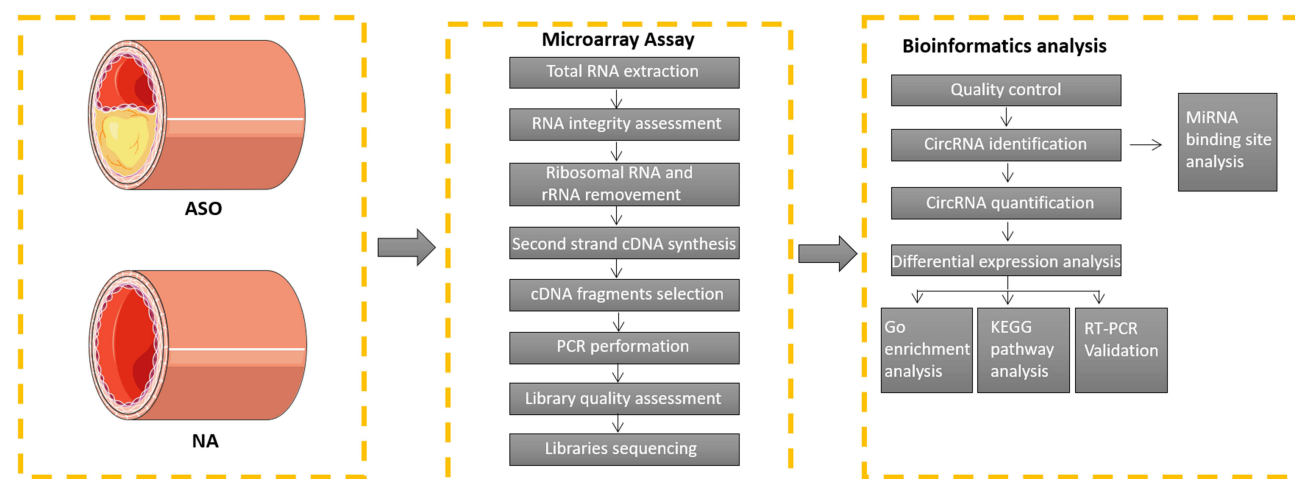 ASO
NA
Microarray Assay
Total RNA extraction
RNA integrity assessment
Ribosomal RNA and
rRNA removement
Second strand cDNA synthesis
cDNA fragments selection
PCR performation
Library quality assessment
Libraries sequencing
Bioinformatics analysis
Quality control
CircRNA identification
MiRNA
binding site
analysis
CircRNA quantification
Differential expression analysis
Go
enrichment
analysis
KEGG
pathway
analysis
RT-PCR
Validation